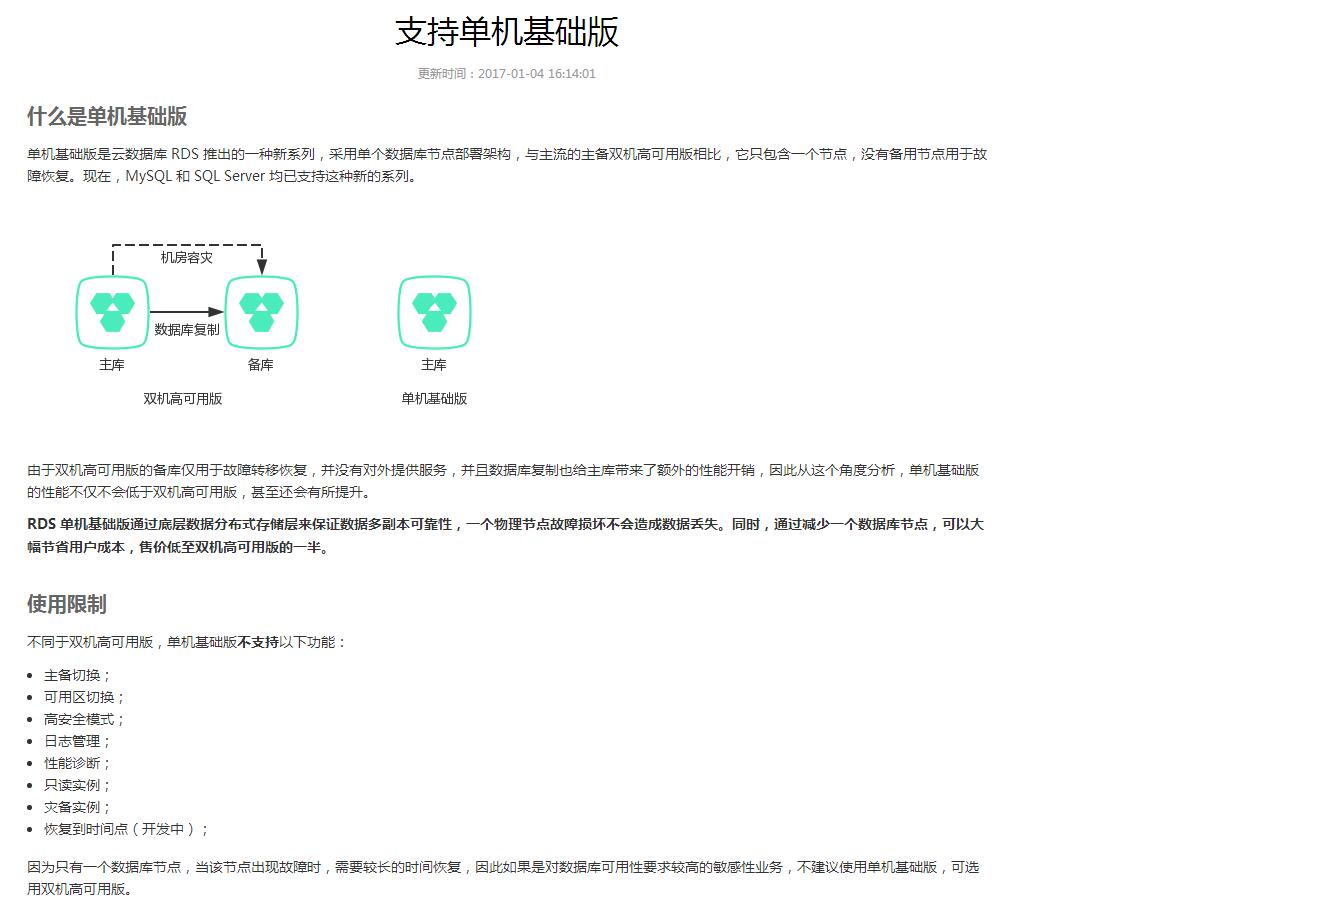 支持单机基础版
更新时间：2017-01-04 16:14:01
什么是单机基础版
单机基础版是云数据库 RDS 推出的一种新系列，采用单个数据库节点部署架构，与主流的主备双机高可用版相比，它只包含一个节点，没有备用节点用于故
障恢复。现在，MySQL 和 SQL Server 均已支持这种新的系列。
机房容灾
数据库复制
主库
备库
主库
双机高可用版
单机基础版
由于双机高可用版的备库仅用于故障转移恢复，并没有对外提供服务，并且数据库复制也给主库带来了额外的性能开销，因此从这个角度分析，单机基础版
的性能不仅不会低于双机高可用版，甚至还会有所提升。
RDS 单机基础版通过底层数据分布式存储层来保证数据多副本可靠性，一个物理节点故障损坏不会造成数据丢失。同时，通过减少一个数据库节点，可以大
幅节省用户成本，售价低至双机高可用版的一半。
使用限制
不同于双机高可用版，单机基础版不支持以下功能：
• 主备切换；
• 可用区切换；
• 高安全模式；
• 日志管理；
• 性能诊断；
• 只读实例；
• 灾备实例；
• 恢复到时间点（开发中）；
因为只有一个数据库节点，当该节点出现故障时，需要较长的时间恢复，因此如果是对数据库可用性要求较高的敏感性业务，不建议使用单机基础版，可选
用双机高可用版。